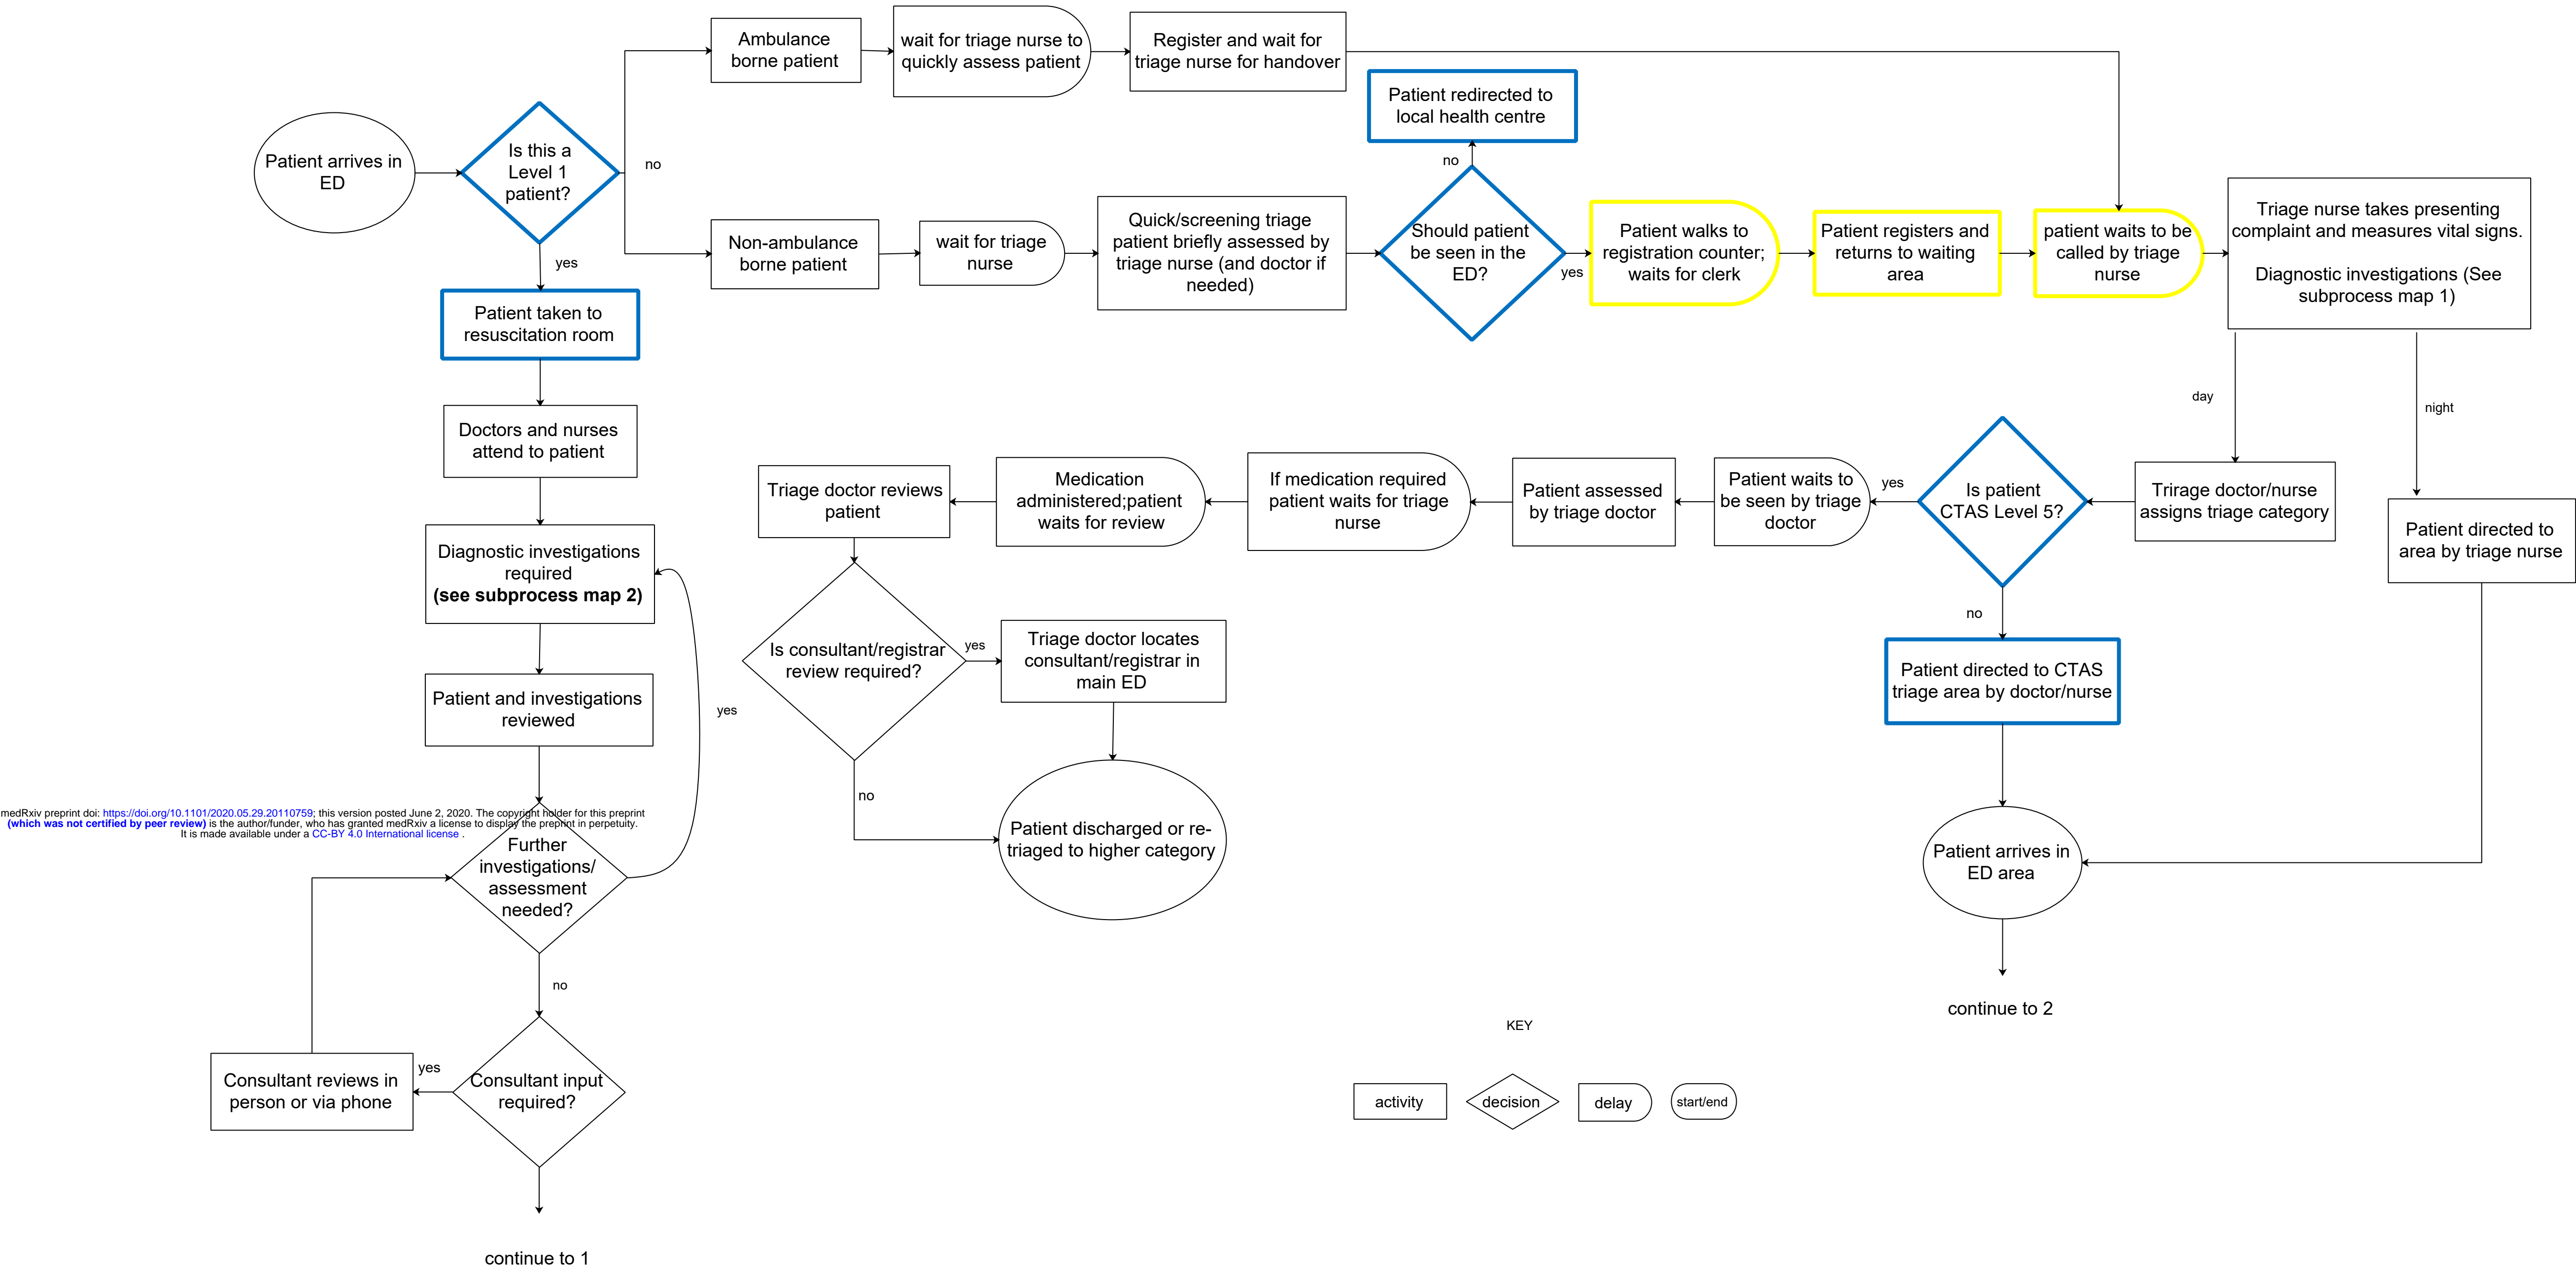 Ambulance
borne patient
wait for triage nurse to
quickly assess patient
Register and wait for
triage nurse for handover
Patient redirected to
local health centre
Patient arrives in
ED
Is this a
Level 1
patient?
no
no
yes
Non-ambulance
borne patient
wait for triage
nurse
Quick/screening triage
patient briefly assessed by
triage nurse (and doctor if
needed)
Should patient
be seen in the
ED?
yes
Patient walks to
registration counter;
waits for clerk
Patient registers and
returns to waiting
area
patient waits to be
called by triage
nurse
Triage nurse takes presenting
complaint and measures vital signs.
Diagnostic investigations (See
subprocess map 1)
Patient taken to
resuscitation room
day
night
Doctors and nurses
attend to patient
Triage doctor reviews
patient
Medication
administered;patient
waits for review
If medication required
patient waits for triage
nurse
Patient assessed
by triage doctor
Patient waits to
be seen by triage
doctor
yes
Is patient
CTAS Level 5?
Trirage doctor/nurse
assigns triage category
Patient directed to
area by triage nurse
Diagnostic investigations
required
(see subprocess map 2)
no
Is consultant/registrar
review required?
yes
Triage doctor locates
consultant/registrar in
main ED
Patient directed to CTAS
triage area by doctor/nurse
Patient and investigations
reviewed
yes
no
medRxiv preprint doi: https://doi.org/10.1101/2020.05.29.20110759; this version posted June 2, 2020. The copyright holder for this preprint
(which was not certified by peer review) is the author/funder, who has granted medRxiv a license to display the preprint in perpetuity.
It is made available under a CC-BY 4.0 International license .
Further
investigations/
assessment
needed?
Patient discharged or re-
triaged to higher category
Patient arrives in
ED area
no
continue to 2
KEY
Consultant reviews in
person or via phone
yes
Consultant input
required?
activity
decision
delay
start/end
continue to 1